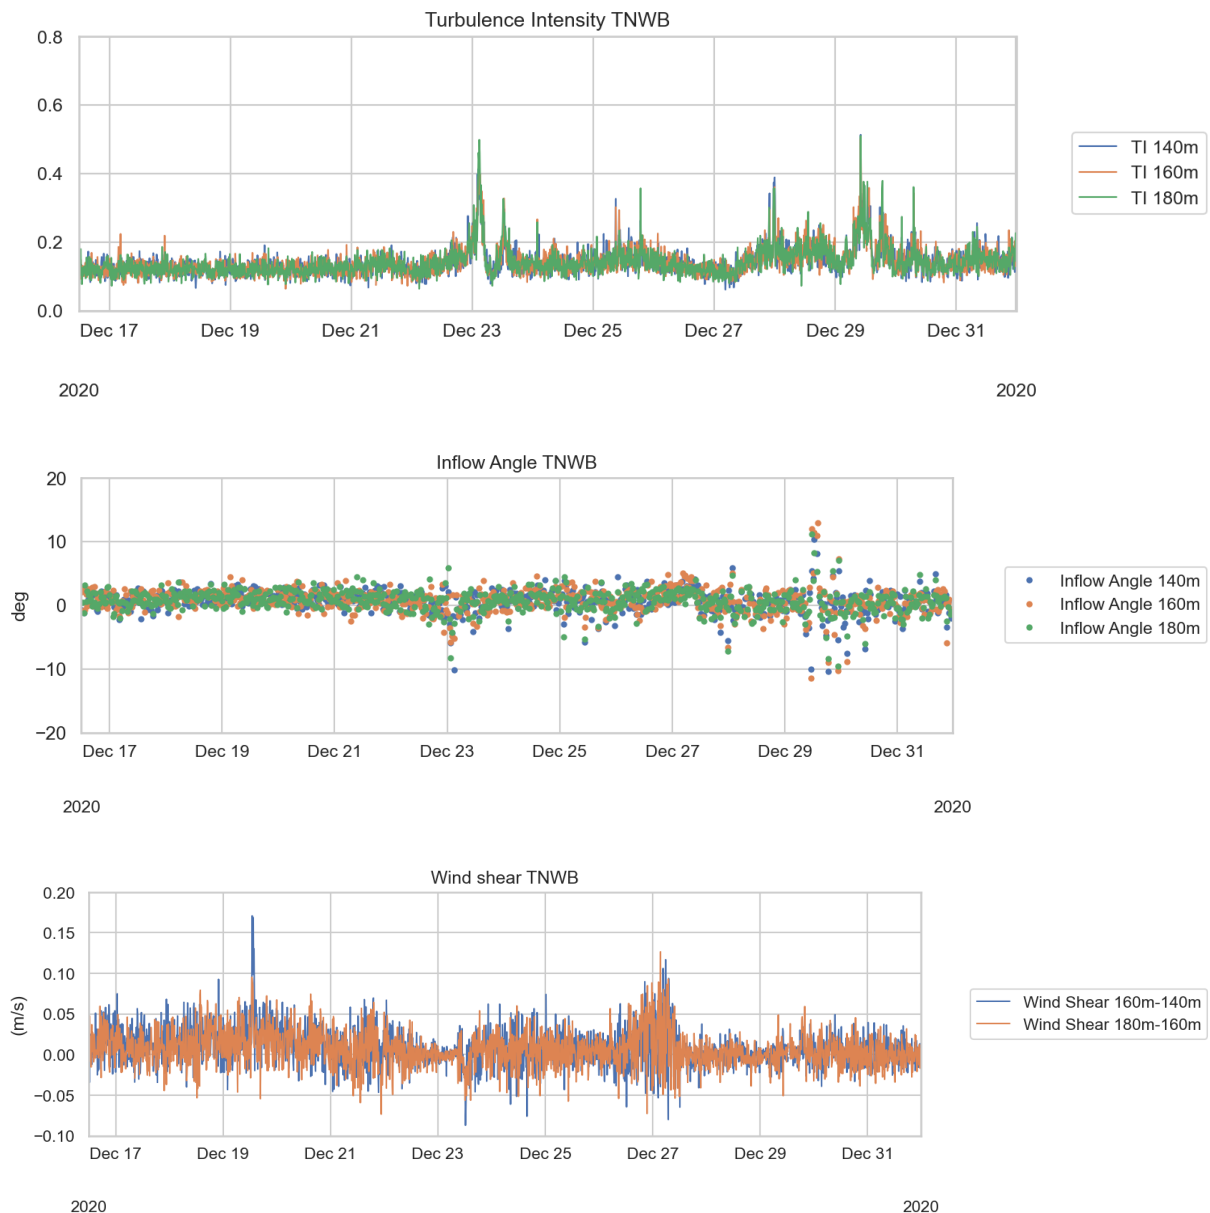 Turbulence Intensity TNWB
0.8
0.6
0.4
0.2
0.0
Dec 17 Dec 19 Dec 21 Dec 23 Dec 25 Dec 27 Dec 29 Dec 31
2020 2020
TI 140m
TI 160m
TI 180m
Inflow Angle TNWB
20
10
0
−10
−20
deg
Dec 17 Dec 19 Dec 21 Dec 23 Dec 25 Dec 27 Dec 29 Dec 31
2020 2020
Inflow Angle 140m
Inflow Angle 160m
Inflow Angle 180m
Wind shear TNWB
0.20
0.15
0.10
0.05
0.00
−0.05
−0.10
(m/s)
Dec 17 Dec 19 Dec 21 Dec 23 Dec 25 Dec 27 Dec 29 Dec 31
2020 2020
Wind Shear 160m-140m
Wind Shear 180m-160m